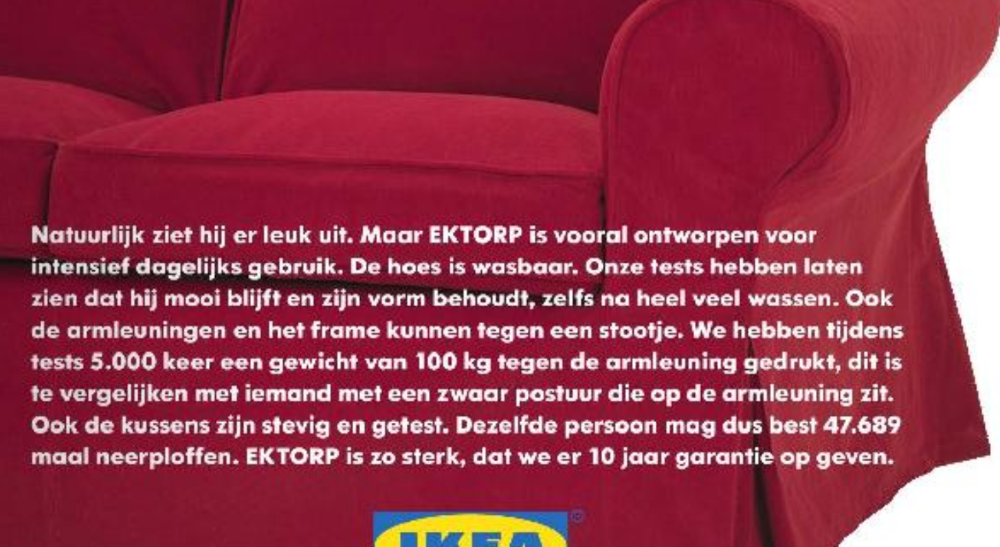 Natuurlijk ziet hij er leuk uit. Maar EKTORP is vooral ontworpen voor
intensief dagelijks gebruik. De hoes is wasbaar. Onze tests hebben laten
zien dat hij mooi blijft en zijn vorm behoudt, zelfs na heel veel wassen. Ook
de armleuningen en het frame kunnen tegen een stootje. We hebben tijdens
tests 5.000 keer een gewicht van 100 kg tegen de armleuning gedrukt, dit is
te vergelijken met iemand met een zwaar postuur die op de armleuning zit.
Ook de kussens zijn stevig en getest. Dezelfde persoon mag dus best 47.689
maal neerploffen. EKTORP is zo sterk, dat we er 10 jaar garantie op geven.
IKEA